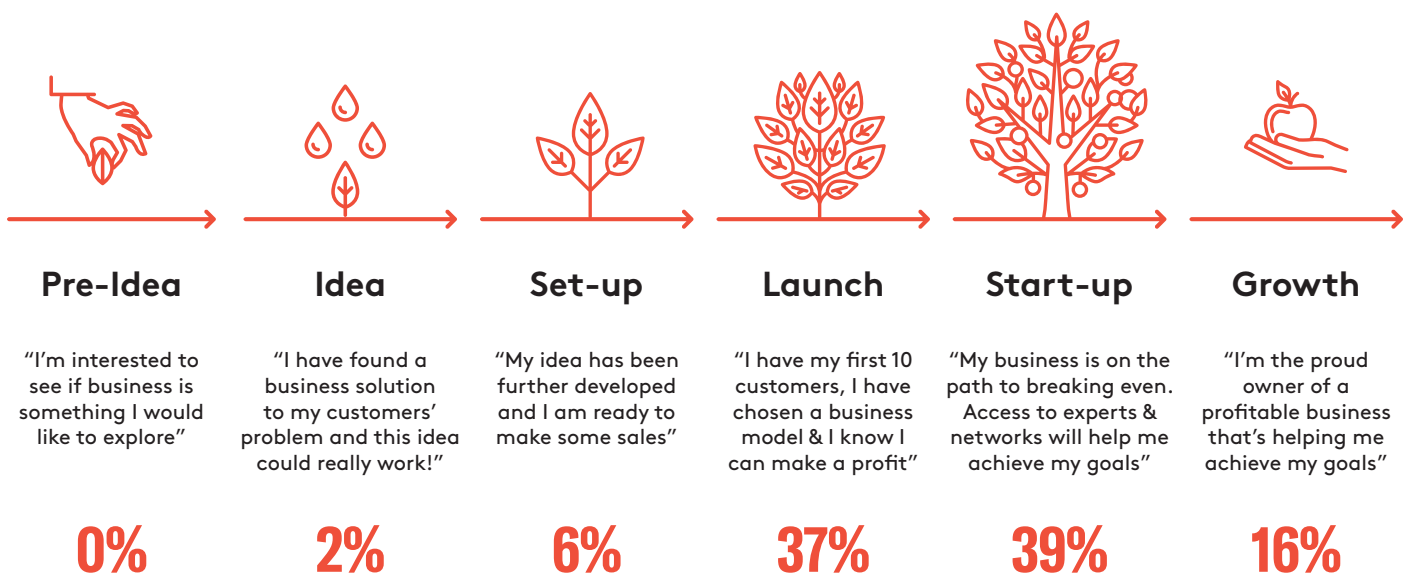 Pre-Idea
“I’m interested to
see if business is
something I would
like to explore”
0%
Idea
“I have found a
business solution
to my customers’
problem and this idea
could really work!”
2%
Set-up
“My idea has been
further developed
and I am ready to
make some sales”
6%
Launch
“I have my first 10
customers, I have
chosen a business
model & I know I
can make a profit”
37%
Start-up
“My business is on the
path to breaking even.
Access to experts &
networks will help me
achieve my goals”
39%
Growth
“I’m the proud
owner of a
profitable business
that’s helping me
achieve my goals”
16%